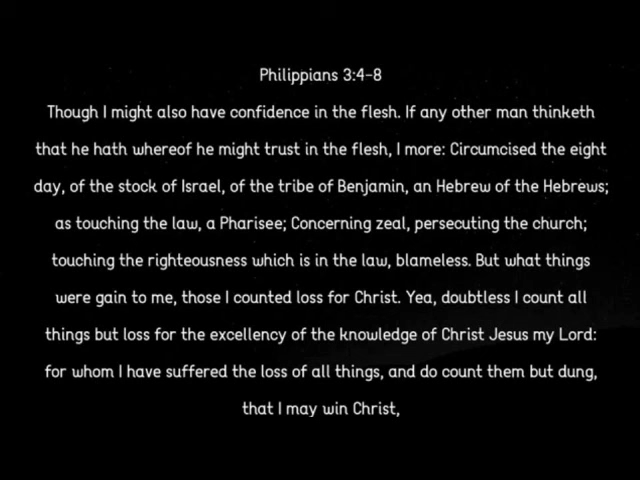 Philippians 3:4-8
Though I might also have confidence in the flesh. If any other man thinketh
that he hath whereof he might trust in the flesh, I more: Circumcised the eight
day, of the stock of Israel, of the tribe of Benjamin, an Hebrew of the Hebrews;
as touching the law, a Pharisee; Concerning zeal, persecuting the church;
touching the righteousness which is in the law, blameless. But what things
were gain to me, those I counted loss for Christ. Yea, doubtless I count all
things but loss for the excellency of the knowledge of Christ Jesus my Lord:
for whom I have suffered the loss of all things, and do count them but dung,
that I may win Christ,